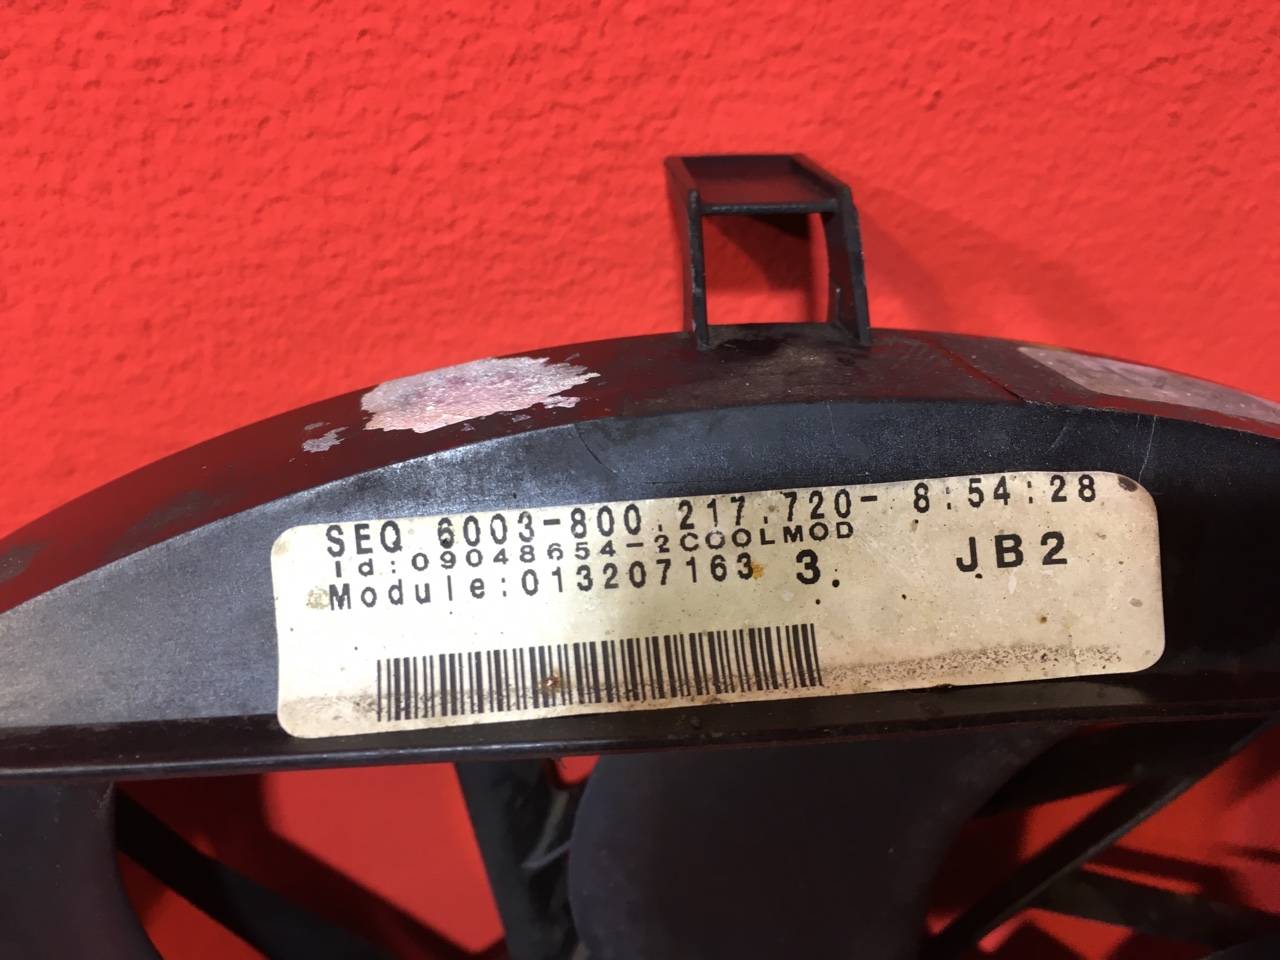 SEQ 6003-800.217.720- 8:54:28
Id:09048654-2COOLMOD
Module:013207163 3. JB2